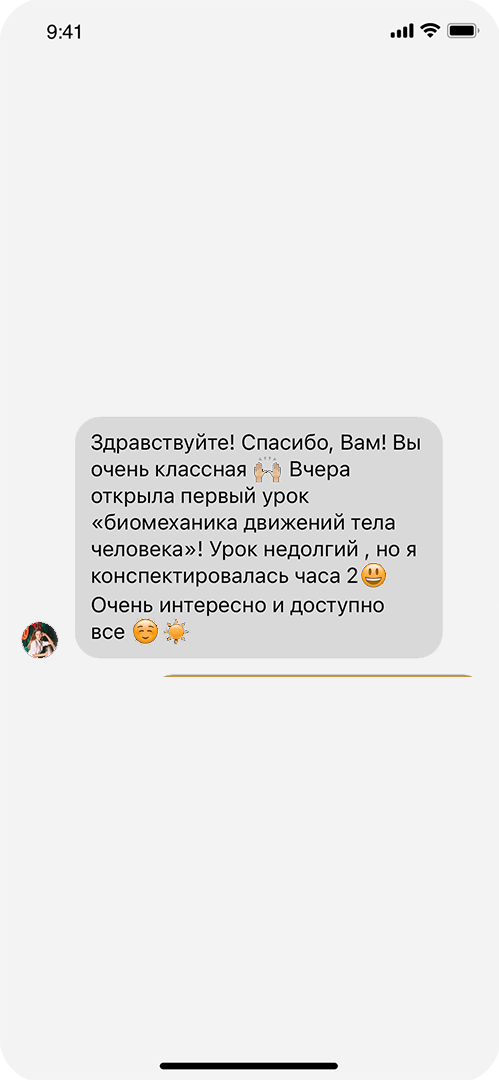 9:41
Здравствуйте! Спасибо, Вам! Вы
очень классная 🙌🏼 Вчера
открыла первый урок
«биомеханика движений тела
человека»! Урок недолгий , но я
конспектировалась часа 2😃
Очень интересно и доступно
все ☺️☀️